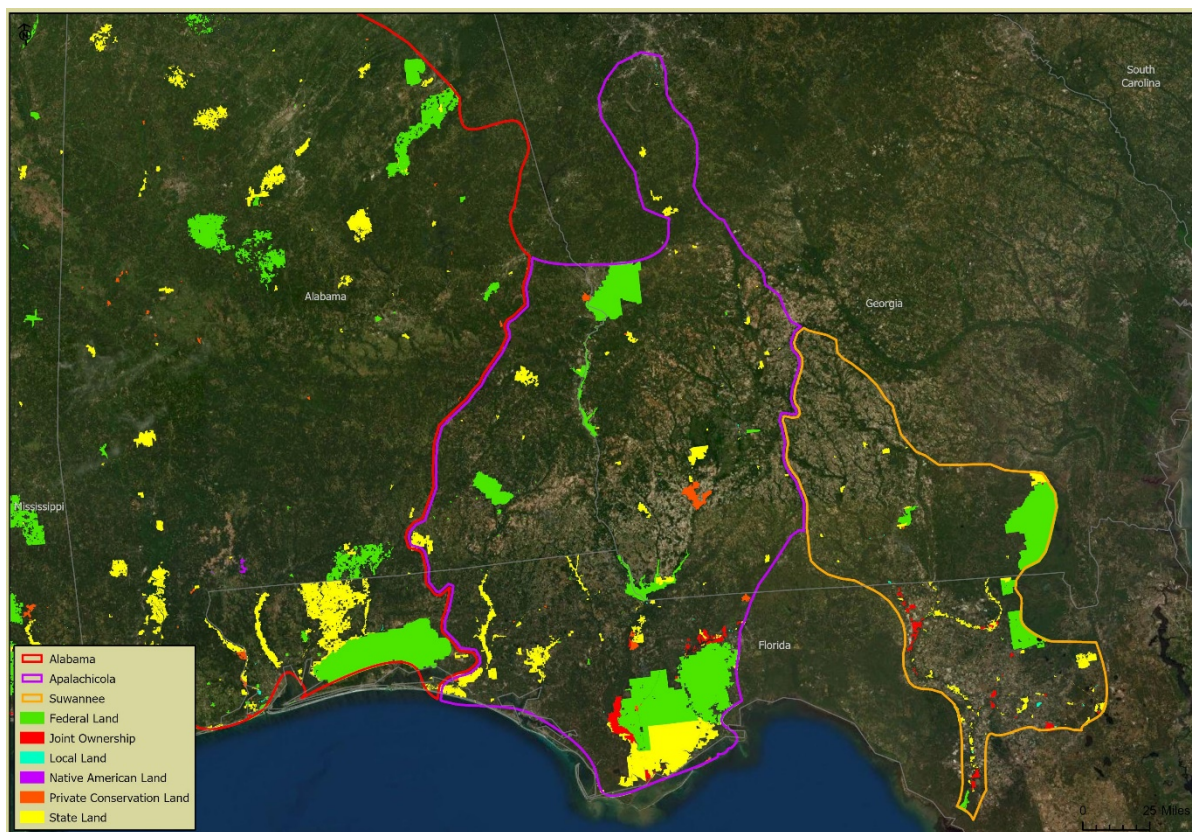 N
South
Carolina
Alabama
Georgia
Mississippi
Florida
Alabama
Apalachicola
Suwannee
Federal Land
Joint Ownership
Local Land
Native American Land
Private Conservation Land
State Land
0 25 Miles